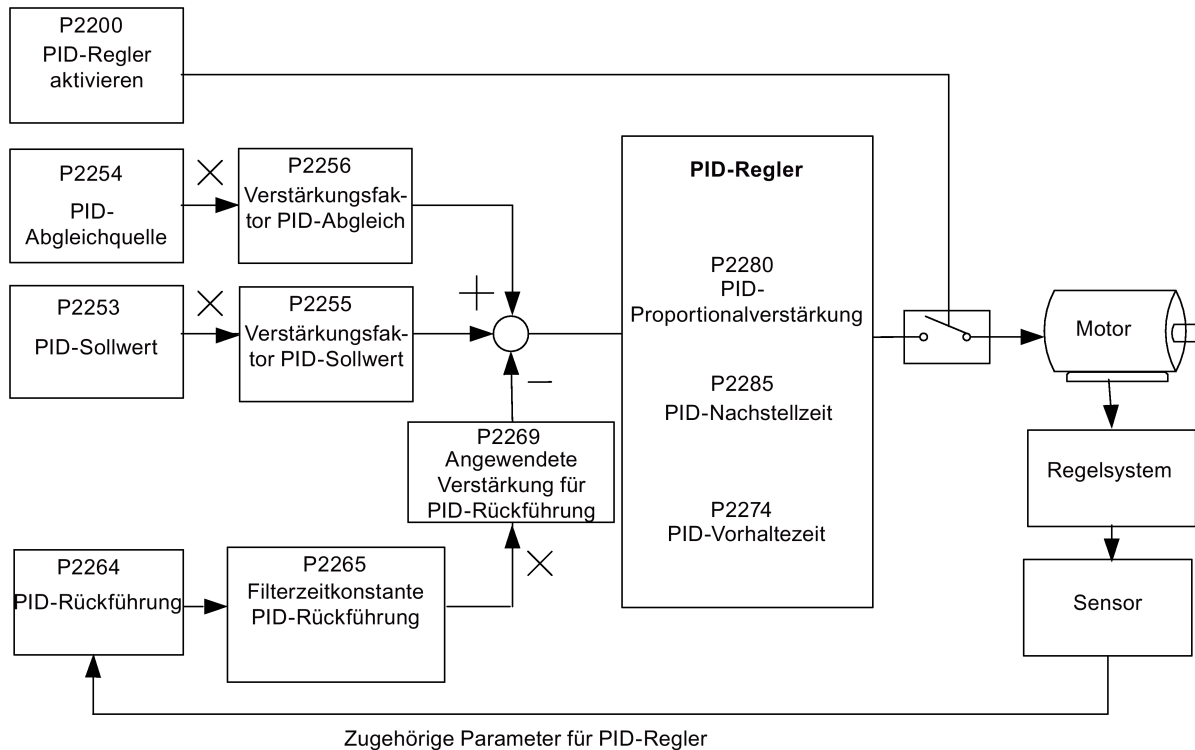 P2200
PID-Regler
aktivieren
P2254
PID-
Abgleichquelle
P2256
Verstärkungsfak-
tor PID-Abgleich
P2253
PID-Sollwert
P2255
Verstärkungsfak-
tor PID-Sollwert
P2269
Angewendete
Verstärkung für
PID-Rückführung
P2264
PID-Rückführung
P2265
Filterzeitkonstante
PID-Rückführung
PID-Regler
P2280
PID-
Proportionalverstärkung
P2285
PID-Nachstellzeit
P2274
PID-Vorhaltezeit
Motor
Regelsystem
Sensor
Zugehörige Parameter für PID-Regler